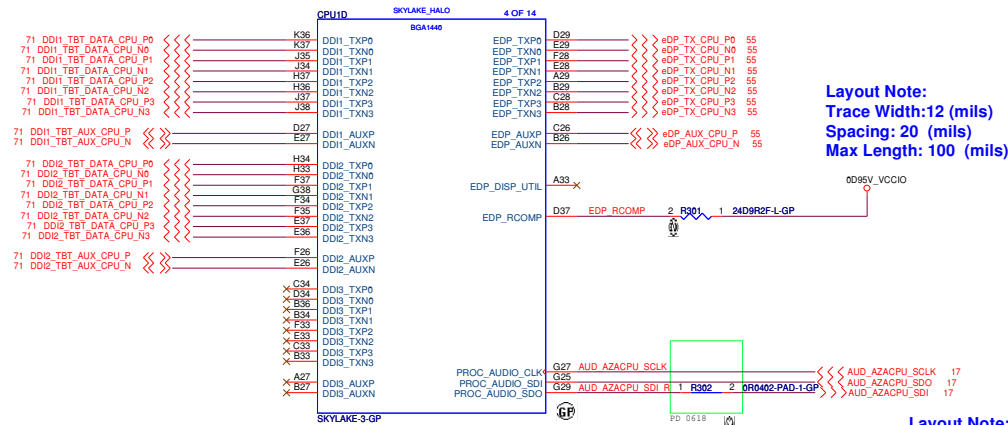 CPU1D SKYLAKE_HALO 4 OF 14
BGA1440
71 DDI1_TBT_DATA_CPU_P0 K36 DDI1_TXP0 EDP_TXP0 D29 eDP_TX_CPU_P0 55
71 DDI1_TBT_DATA_CPU_N0 K37 DDI1_TXN0 EDP_TXN0 E29 eDP_TX_CPU_N0 55
71 DDI1_TBT_DATA_CPU_P1 J35 DDI1_TXP1 EDP_TXP1 F28 eDP_TX_CPU_P1 55
71 DDI1_TBT_DATA_CPU_N1 J34 DDI1_TXN1 EDP_TXN1 E28 eDP_TX_CPU_N1 55
71 DDI1_TBT_DATA_CPU_P2 H37 DDI1_TXP2 EDP_TXP2 A29 eDP_TX_CPU_P2 55
71 DDI1_TBT_DATA_CPU_N2 H36 DDI1_TXN2 EDP_TXN2 B29 eDP_TX_CPU_N2 55
71 DDI1_TBT_DATA_CPU_P3 J37 DDI1_TXP3 EDP_TXP3 C28 eDP_TX_CPU_P3 55
71 DDI1_TBT_DATA_CPU_N3 J38 DDI1_TXN3 EDP_TXN3 B28 eDP_TX_CPU_N3 55
Layout Note:
Trace Width:12 (mils)
Spacing: 20 (mils)
Max Length: 100 (mils)
71 DDI1_TBT_AUX_CPU_P D27 DDI1_AUXP EDP_AUXP C26 eDP_AUX_CPU_P 55
71 DDI1_TBT_AUX_CPU_N E27 DDI1_AUXN EDP_AUXN B26 eDP_AUX_CPU_N 55
71 DDI2_TBT_DATA_CPU_P0 H34 DDI2_TXP0
71 DDI2_TBT_DATA_CPU_N0 H33 DDI2_TXN0
71 DDI2_TBT_DATA_CPU_P1 F37 DDI2_TXP1 EDP_DISP_UTIL A33
71 DDI2_TBT_DATA_CPU_N1 G38 DDI2_TXN1
71 DDI2_TBT_DATA_CPU_P2 F34 DDI2_TXP2
71 DDI2_TBT_DATA_CPU_N2 F35 DDI2_TXN2 EDP_RCOMP D37 EDP_RCOMP 2 R301 1 24D9R2F-L-GP 0D95V_VCCIO
71 DDI2_TBT_DATA_CPU_P3 E37 DDI2_TXP3
71 DDI2_TBT_DATA_CPU_N3 E36 DDI2_TXN3
71 DDI2_TBT_AUX_CPU_P F26 DDI2_AUXP
71 DDI2_TBT_AUX_CPU_N E26 DDI2_AUXN
C34 DDI3_TXP0
D34 DDI3_TXN0
B36 DDI3_TXP1
B34 DDI3_TXN1
F33 DDI3_TXP2
E33 DDI3_TXN2
C33 DDI3_TXP3
B33 DDI3_TXN3
A27 DDI3_AUXP
B27 DDI3_AUXN
PROC_AUDIO_CLK G27 AUD_AZACPU_SCLK AUD_AZACPU_SCLK 17
PROC_AUDIO_SDI G25 AUD_AZACPU_SDO 17
PROC_AUDIO_SDO G29 AUD_AZACPU_SDI_R 1 R302 2 0R0402-PAD-1-GP AUD_AZACPU_SDI 17
SKYLAKE-3-GP GP PD 0618
Layout Note: